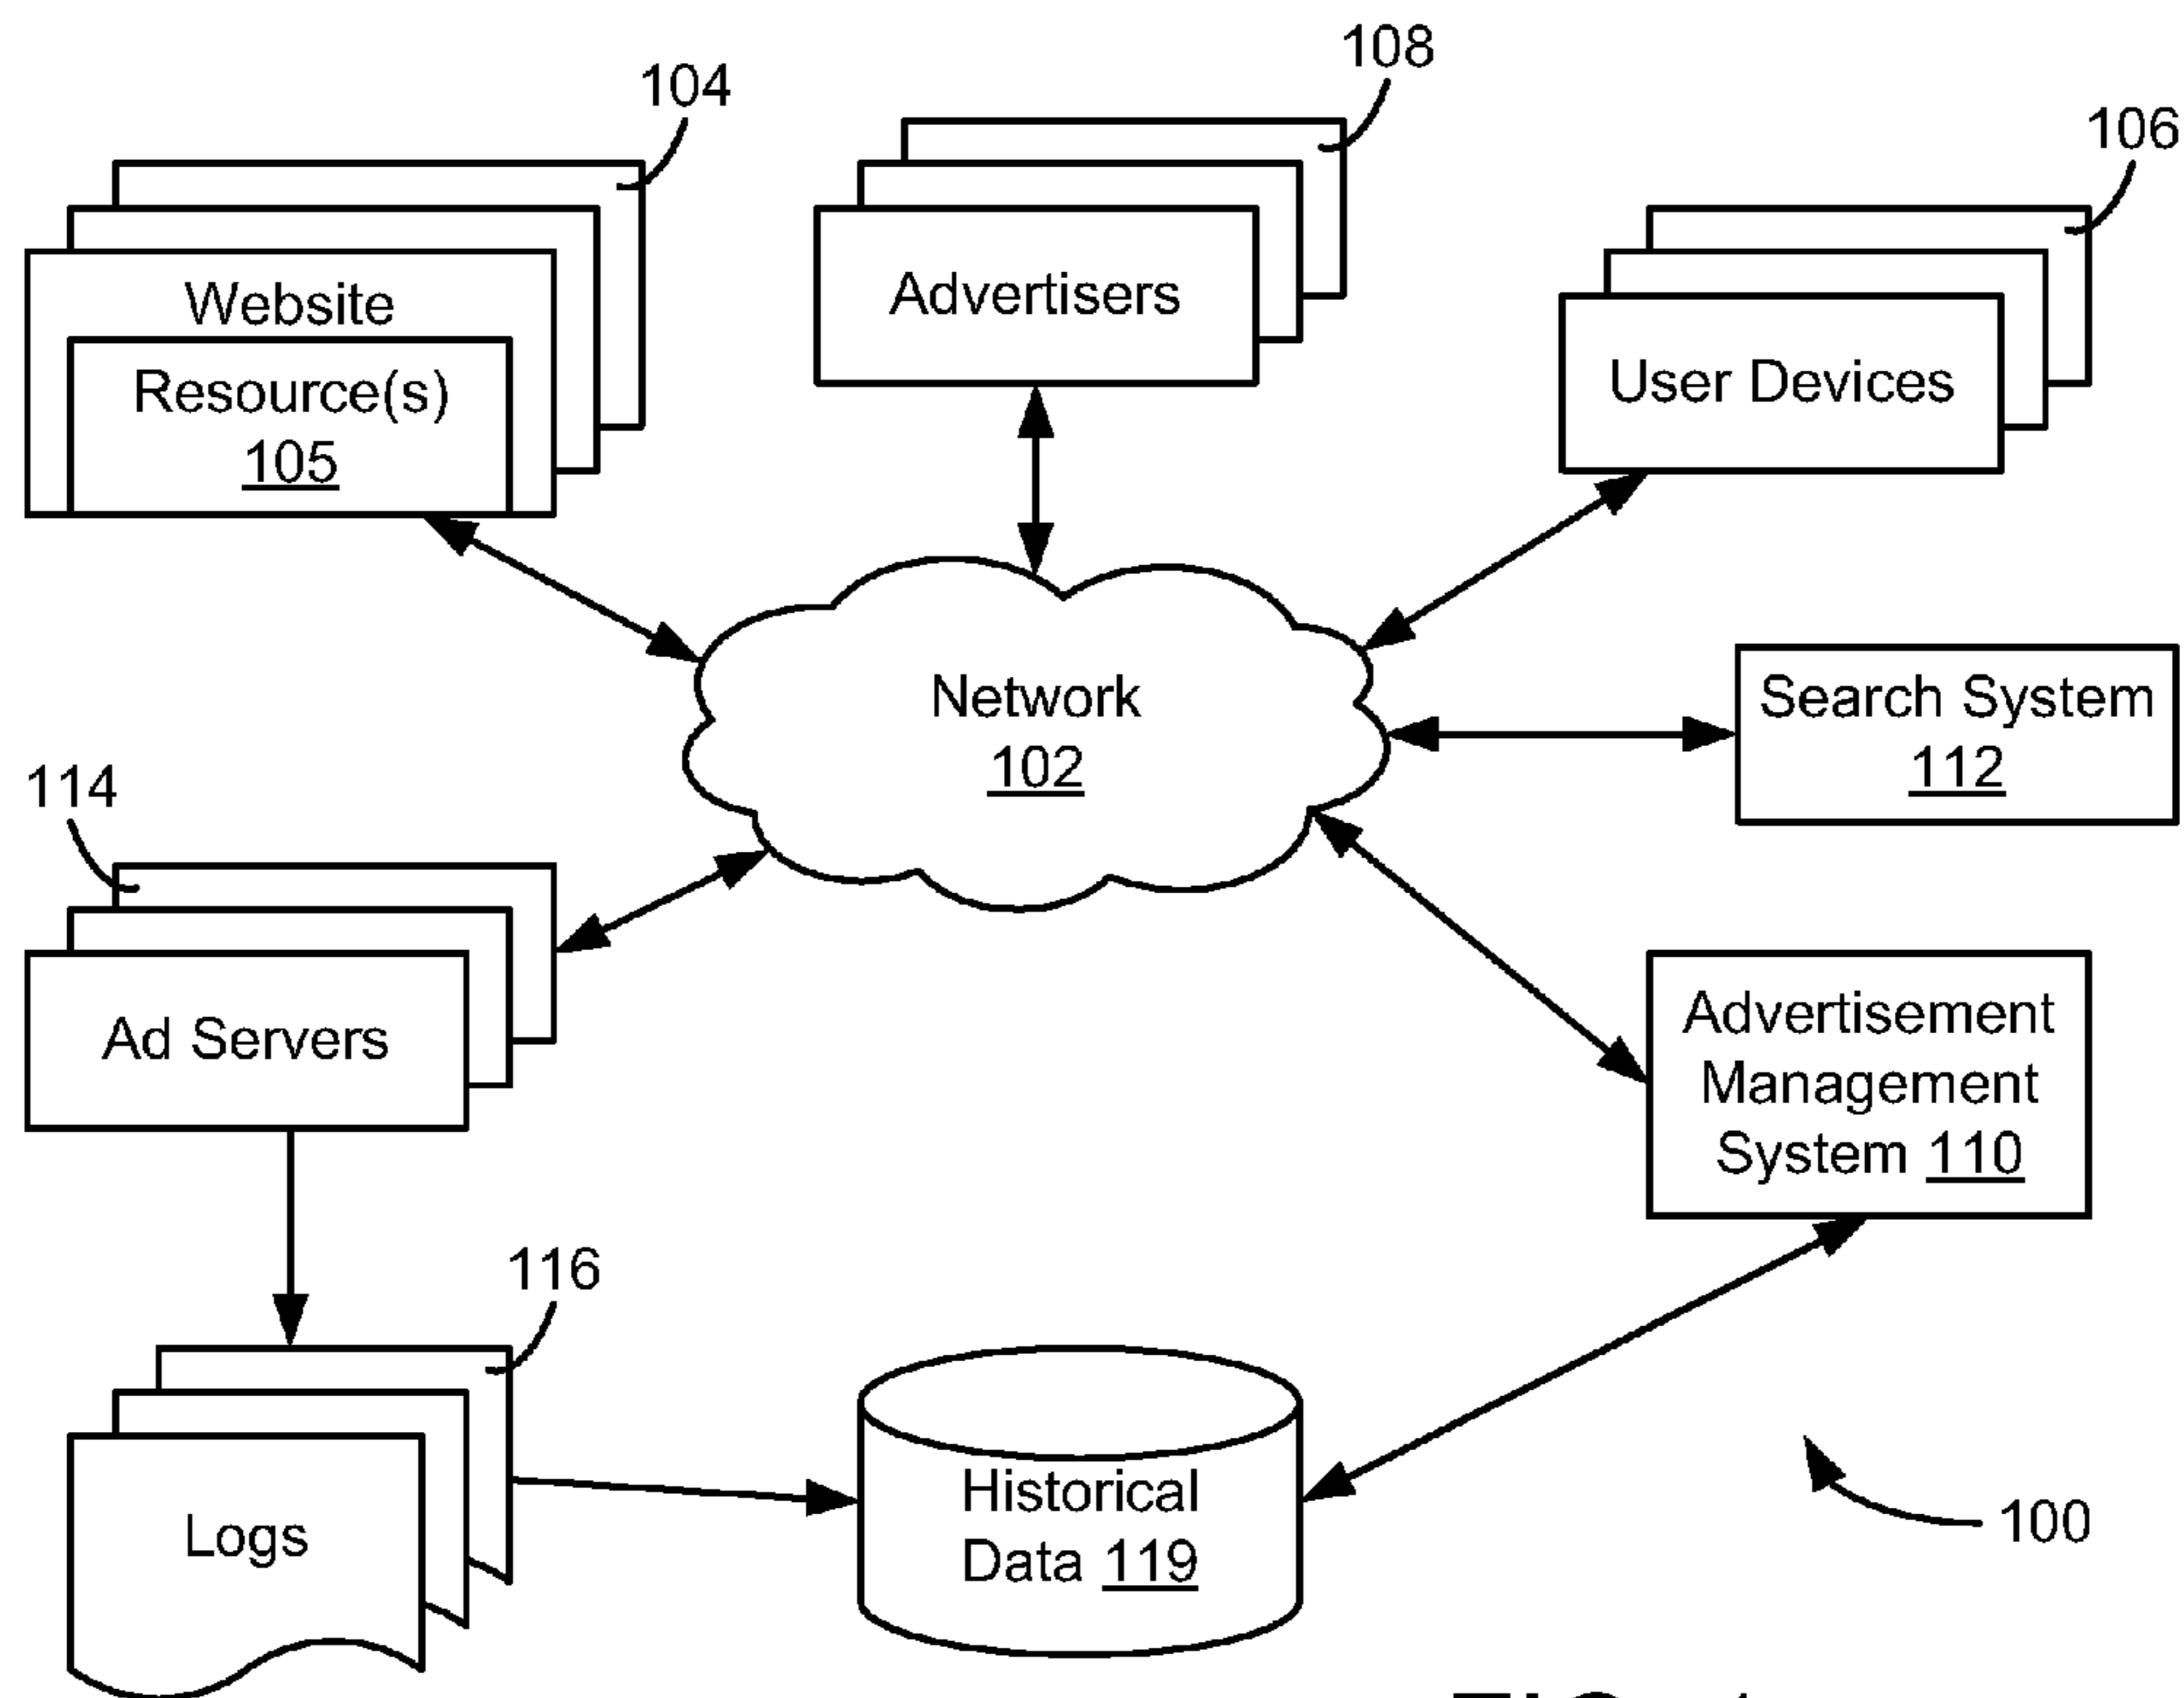 108
104
106
Website
Resource(s)
105
Advertisers
User Devices
Network
102
Search System
112
114
Ad Servers
Advertisement
Management
System 110
116
Logs
Historical
Data 119
100